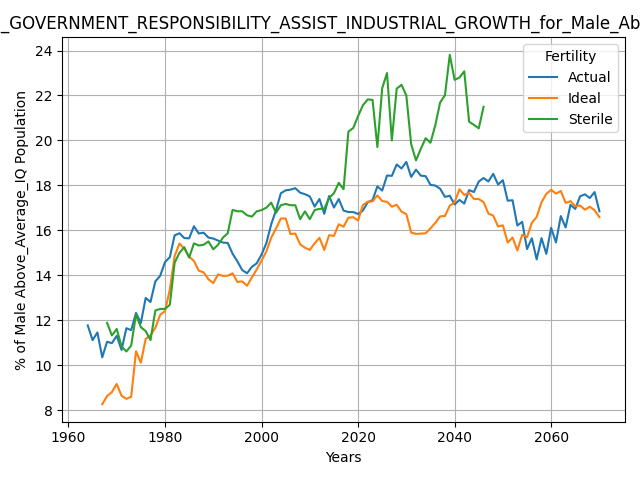 _GOVERNMENT_RESPONSIBILITY_ASSIST_INDUSTRIAL_GROWTH_for_Male_Ab
Fertility
Actual
Ideal
Sterile
% of Male Above_Average_IQ Population
24
22
20
18
16
14
12
10
8
1960 1980 2000 2020 2040 2060
Years